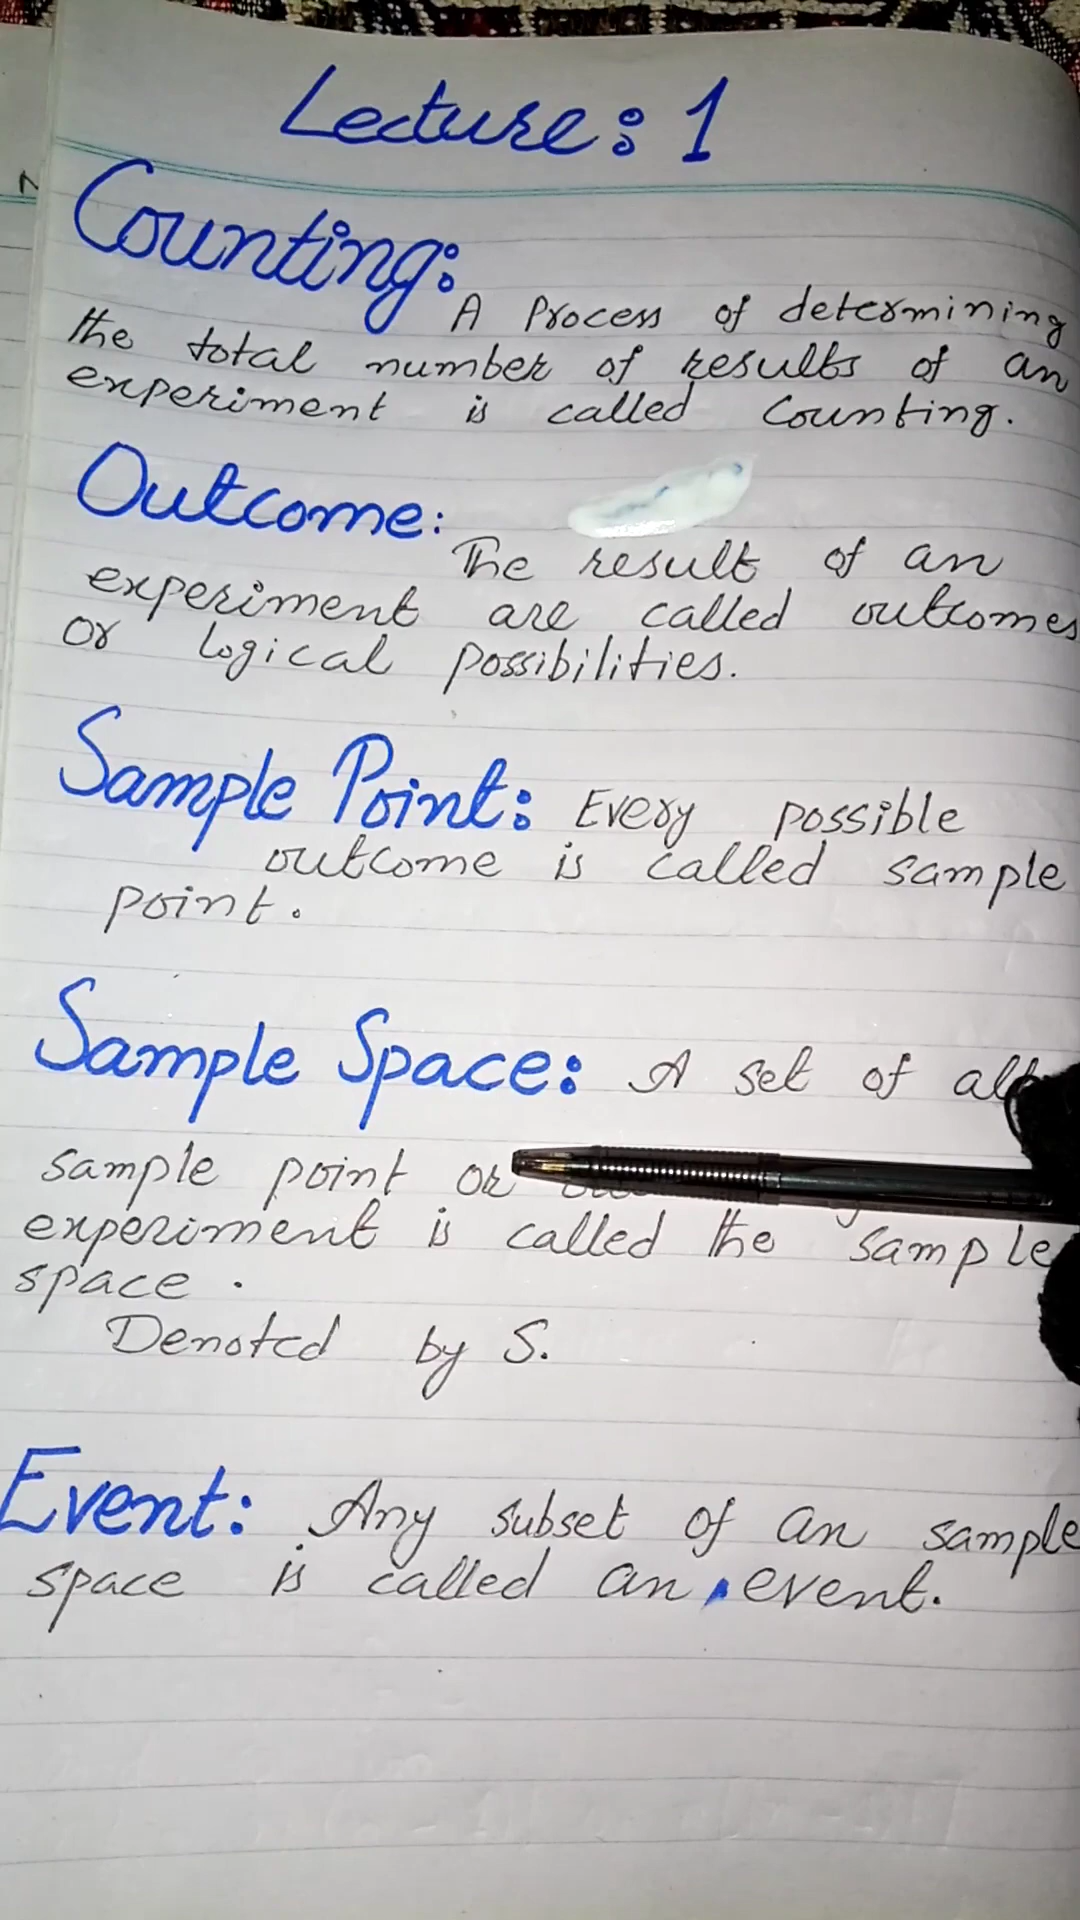 Lecture: 1
Counting:
A Process of determining
the total number of results of an
experiment is called Counting.
Outcome:
The result of an
experiment are called outcomes
or logical possibilities.
Sample Point: Every possible
outcome is called sample
point.
Sample Space: A set of all
sample point or
experiment is called the sample
space.
Denoted by S.
Event: Any subset of an sample
space is called an event.